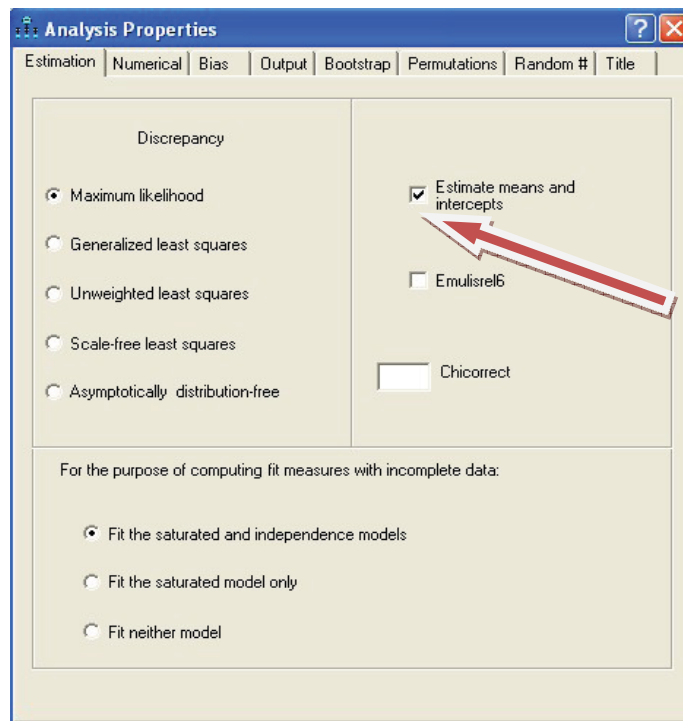 Analysis Properties
Estimation Numerical Bias Output Bootstrap Permutations Random # Title
Discrepancy
Maximum likelihood
Generalized least squares
Unweighted least squares
Scale-free least squares
Asymptotically distribution-free
Estimate means and
intercepts
Emulisrel6
Chicorrect
For the purpose of computing fit measures with incomplete data:
Fit the saturated and independence models
Fit the saturated model only
Fit neither model